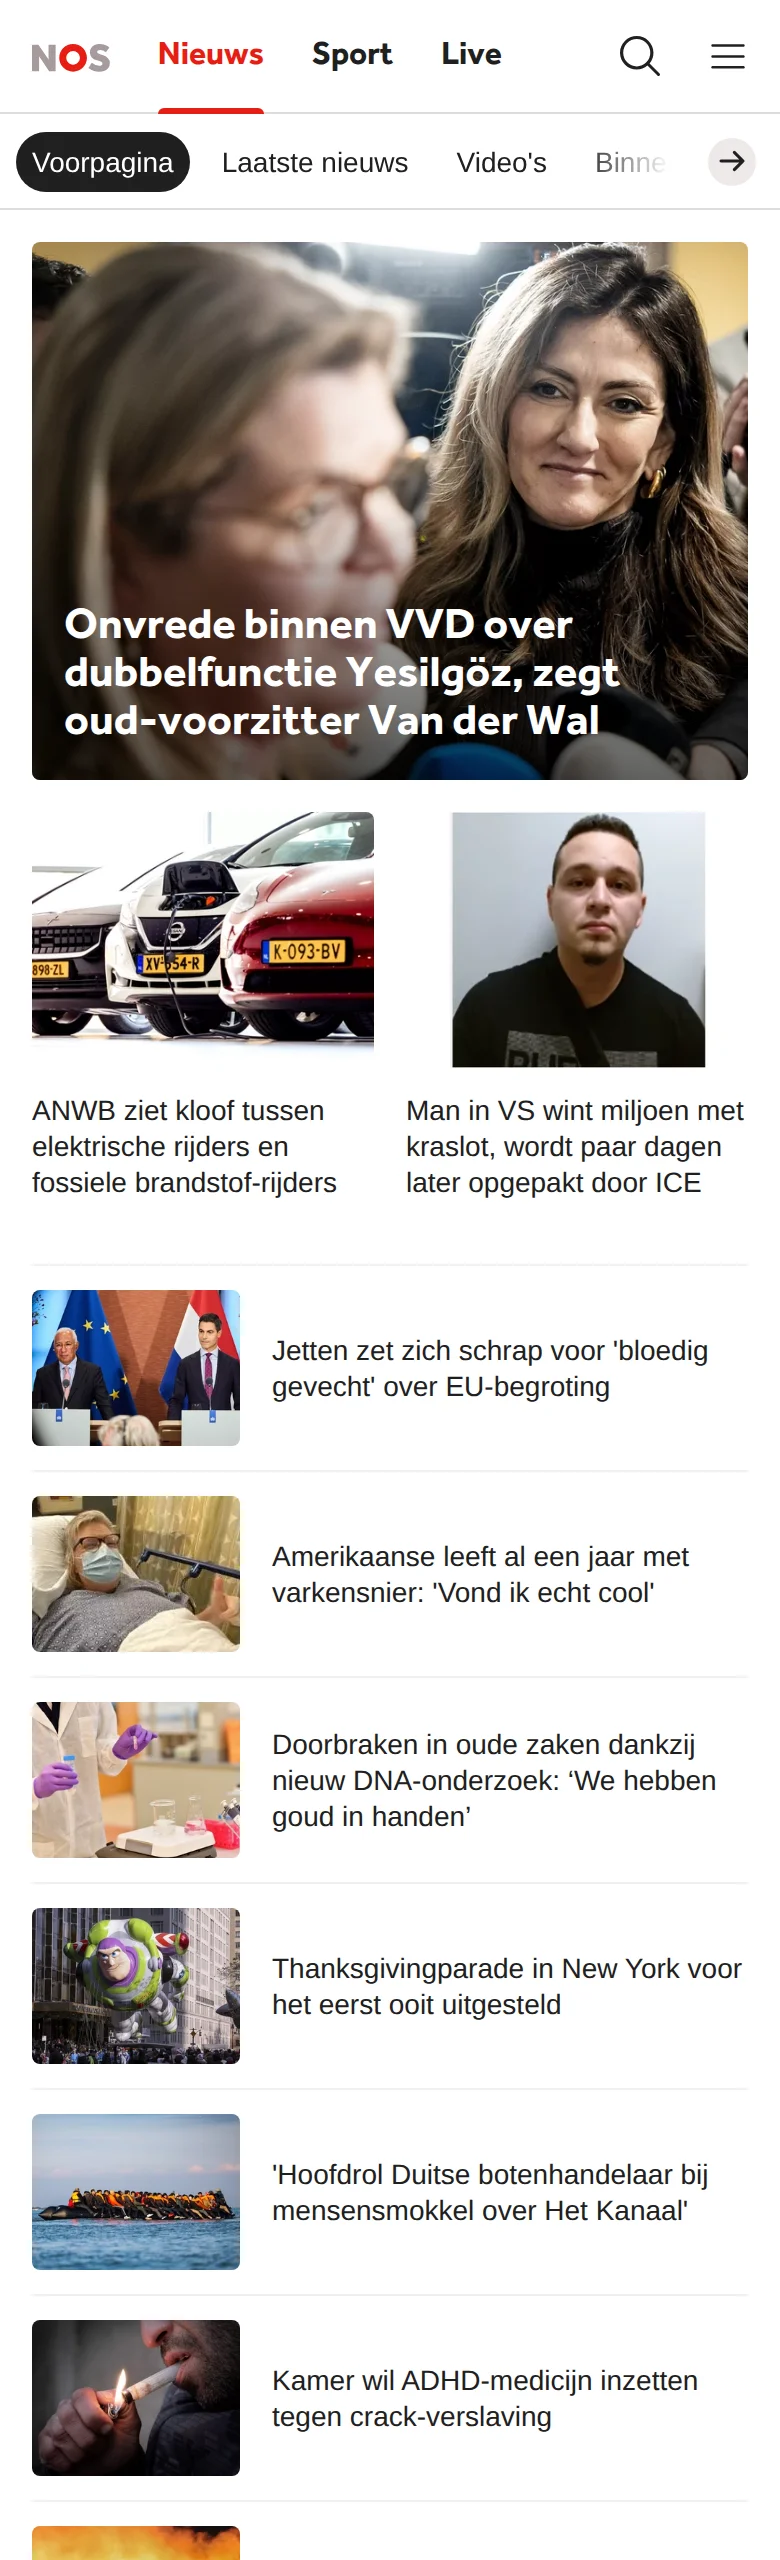 NOS Nieuws Sport Live
Voorpagina Laatste nieuws Video's Binne
Onvrede binnen VVD over
dubbelfunctie Yesilgöz, zegt
oud-voorzitter Van der Wal
898-ZL
XV-554-R
K-093-BV
ANWB ziet kloof tussen
elektrische rijders en
fossiele brandstof-rijders
Man in VS wint miljoen met
kraslot, wordt paar dagen
later opgepakt door ICE
Jetten zet zich schrap voor 'bloedig
gevecht' over EU-begroting
Amerikaanse leeft al een jaar met
varkensnier: 'Vond ik echt cool'
Doorbraken in oude zaken dankzij
nieuw DNA-onderzoek: ‘We hebben
goud in handen’
Thanksgivingparade in New York voor
het eerst ooit uitgesteld
'Hoofdrol Duitse botenhandelaar bij
mensensmokkel over Het Kanaal'
Kamer wil ADHD-medicijn inzetten
tegen crack-verslaving